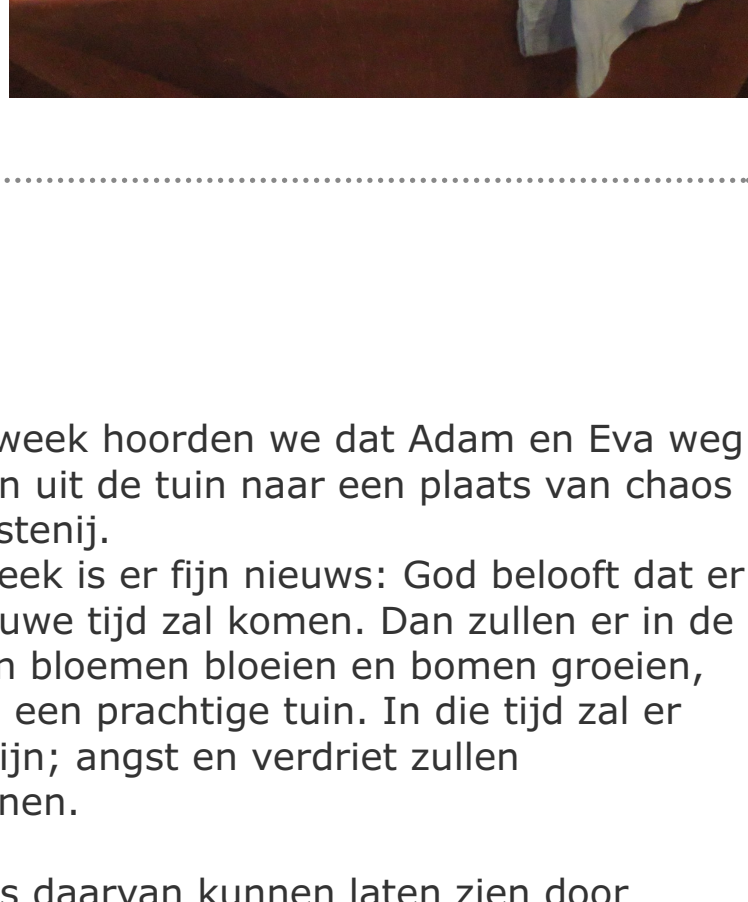 week hoorden we dat Adam en Eva weg
n uit de tuin naar een plaats van chaos
stenij.
eek is er fijn nieuws: God belooft dat er
uwe tijd zal komen. Dan zullen er in de
n bloemen bloeien en bomen groeien,
een prachtige tuin. In die tijd zal er
ijn; angst en verdriet zullen
nen.
s daarvan kunnen laten zien door